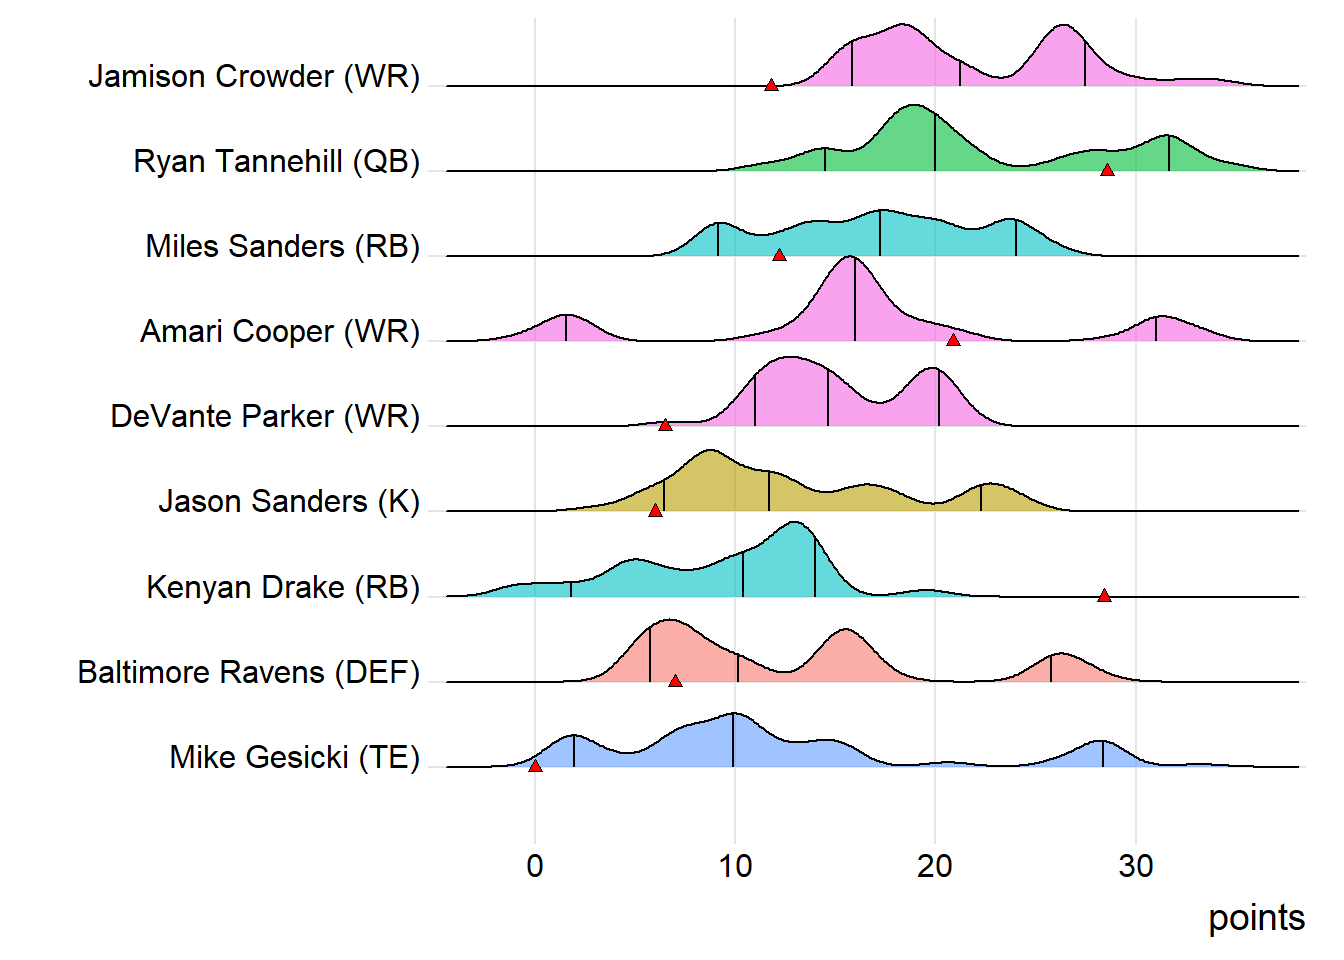 Jamison Crowder (WR)
Ryan Tannehill (QB)
Miles Sanders (RB)
Amari Cooper (WR)
DeVante Parker (WR)
Jason Sanders (K)
Kenyan Drake (RB)
Baltimore Ravens (DEF)
Mike Gesicki (TE)
0 10 20 30
points